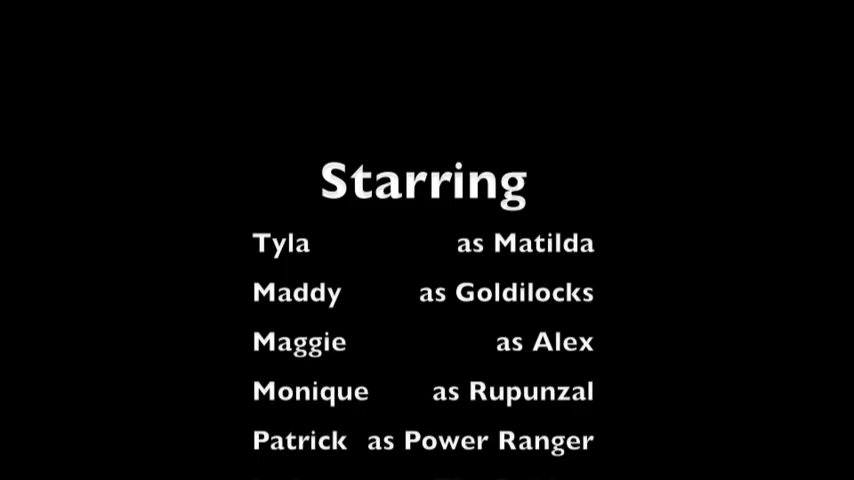 Starring
Tyla as Matilda
Maddy as Goldilocks
Maggie as Alex
Monique as Rupunzal
Patrick as Power Ranger